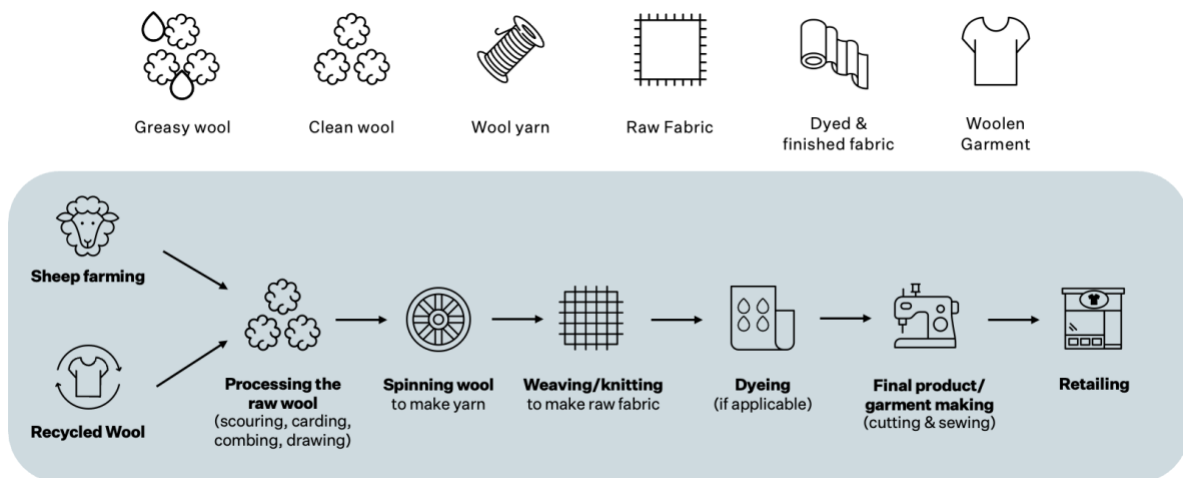 Greasy wool
Clean wool
Wool yarn
Raw Fabric
Dyed &
finished fabric
Woolen
Garment
Sheep farming
Recycled Wool
Processing the
raw wool
(scouring, carding,
combing, drawing)
Spinning wool
to make yarn
Weaving/knitting
to make raw fabric
Dyeing
(if applicable)
Final product/
garment making
(cutting & sewing)
Retailing